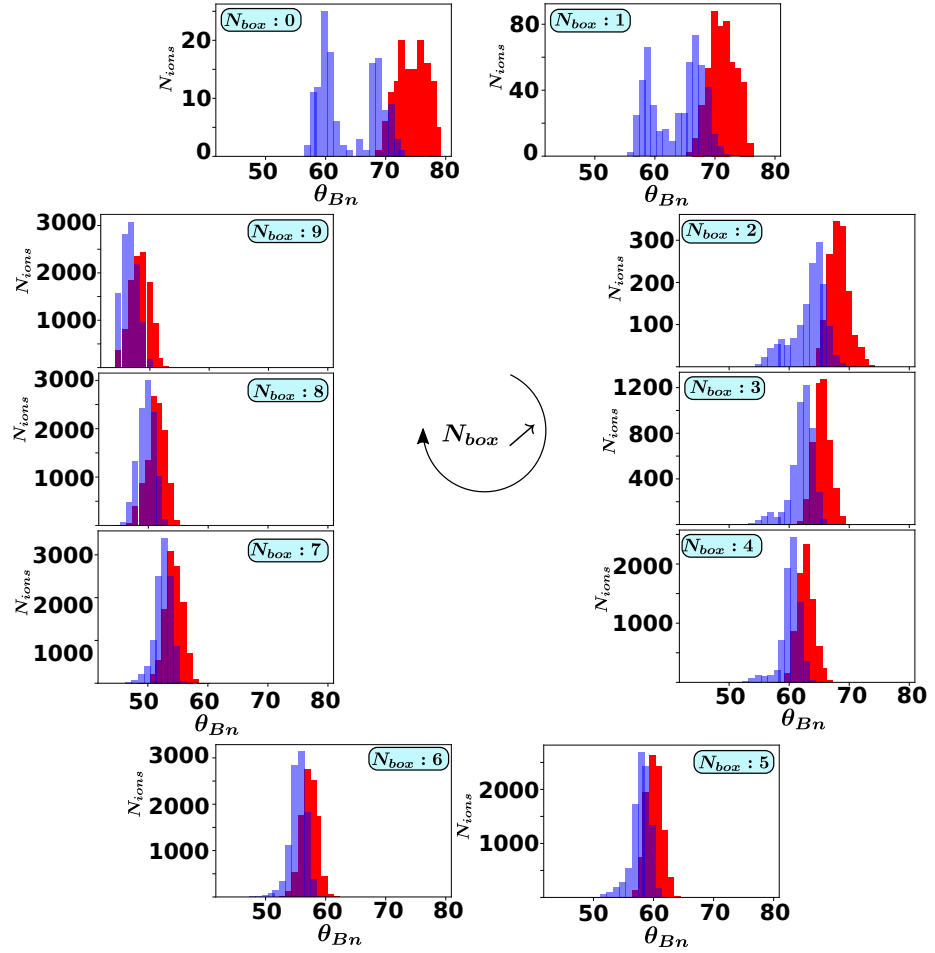 N_box : 0
N_ions
20
10
0
50 60 70 80
θ_Bn
N_box : 1
N_ions
80
40
0
50 60 70 80
θ_Bn
N_box : 9
N_ions
3000
2000
1000
N_box : 2
N_ions
300
200
100
N_box : 8
N_ions
3000
2000
1000
N_box : 3
N_ions
1200
800
400
N_box
N_box : 7
N_ions
3000
2000
1000
50 60 70 80
θ_Bn
N_box : 4
N_ions
2000
1000
50 60 70 80
θ_Bn
N_box : 6
N_ions
3000
2000
1000
50 60 70 80
θ_Bn
N_box : 5
N_ions
2000
1000
50 60 70 80
θ_Bn